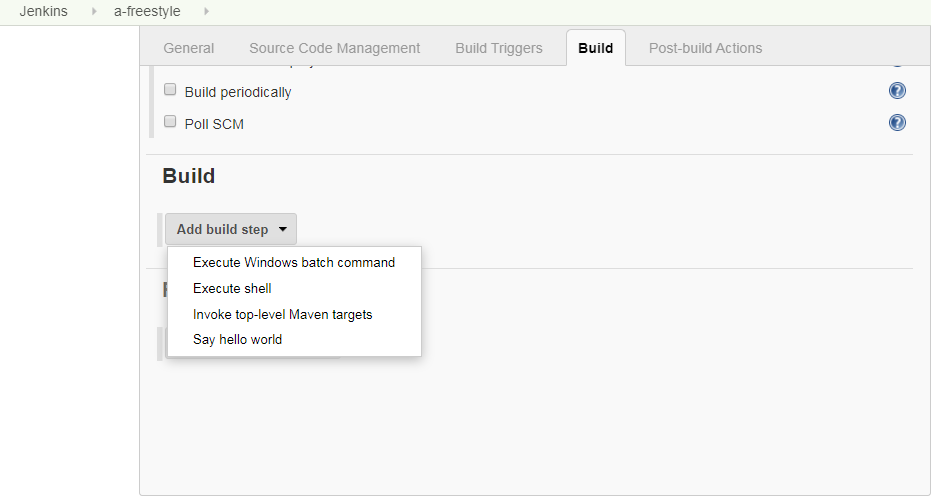 Jenkins a-freestyle
General Source Code Management Build Triggers Build Post-build Actions
Build periodically
?
Poll SCM
?
Build
Add build step
Execute Windows batch command
Execute shell
Invoke top-level Maven targets
Say hello world